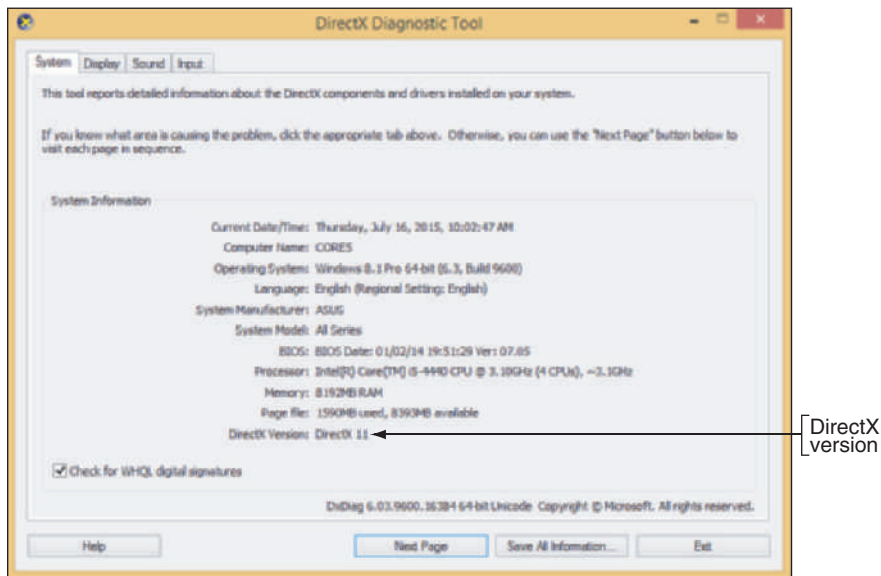 DirectX Diagnostic Tool
System Display Sound Input
This tool reports detailed information about the DirectX components and drivers installed on your system.
If you know what area is causing the problem, click the appropriate tab above. Otherwise, you can use the "Next Page" button below to
visit each page in sequence.
System Information
Current Date/Time: Thursday, July 16, 2015, 10:02:47 AM
Computer Name: CORE5
Operating System: Windows 8.1 Pro 64-bit (6.3, Build 9600)
Language: English (Regional Setting: English)
System Manufacturer: ASUS
System Model: All Series
BIOS: BIOS Date: 01/02/14 19:51:29 Ver: 07.05
Processor: Intel(R) Core(TM) i5-4440 CPU @ 3.10GHz (4 CPUs), ~3.1GHz
Memory: 8192MB RAM
Page file: 1590MB used, 8393MB available
DirectX Version: DirectX 11
DirectX
version
Check for WHQL digital signatures
DxDiag 6.03.9600.16384 64-bit Unicode Copyright © Microsoft. All rights reserved.
Help Next Page Save All Information... Exit